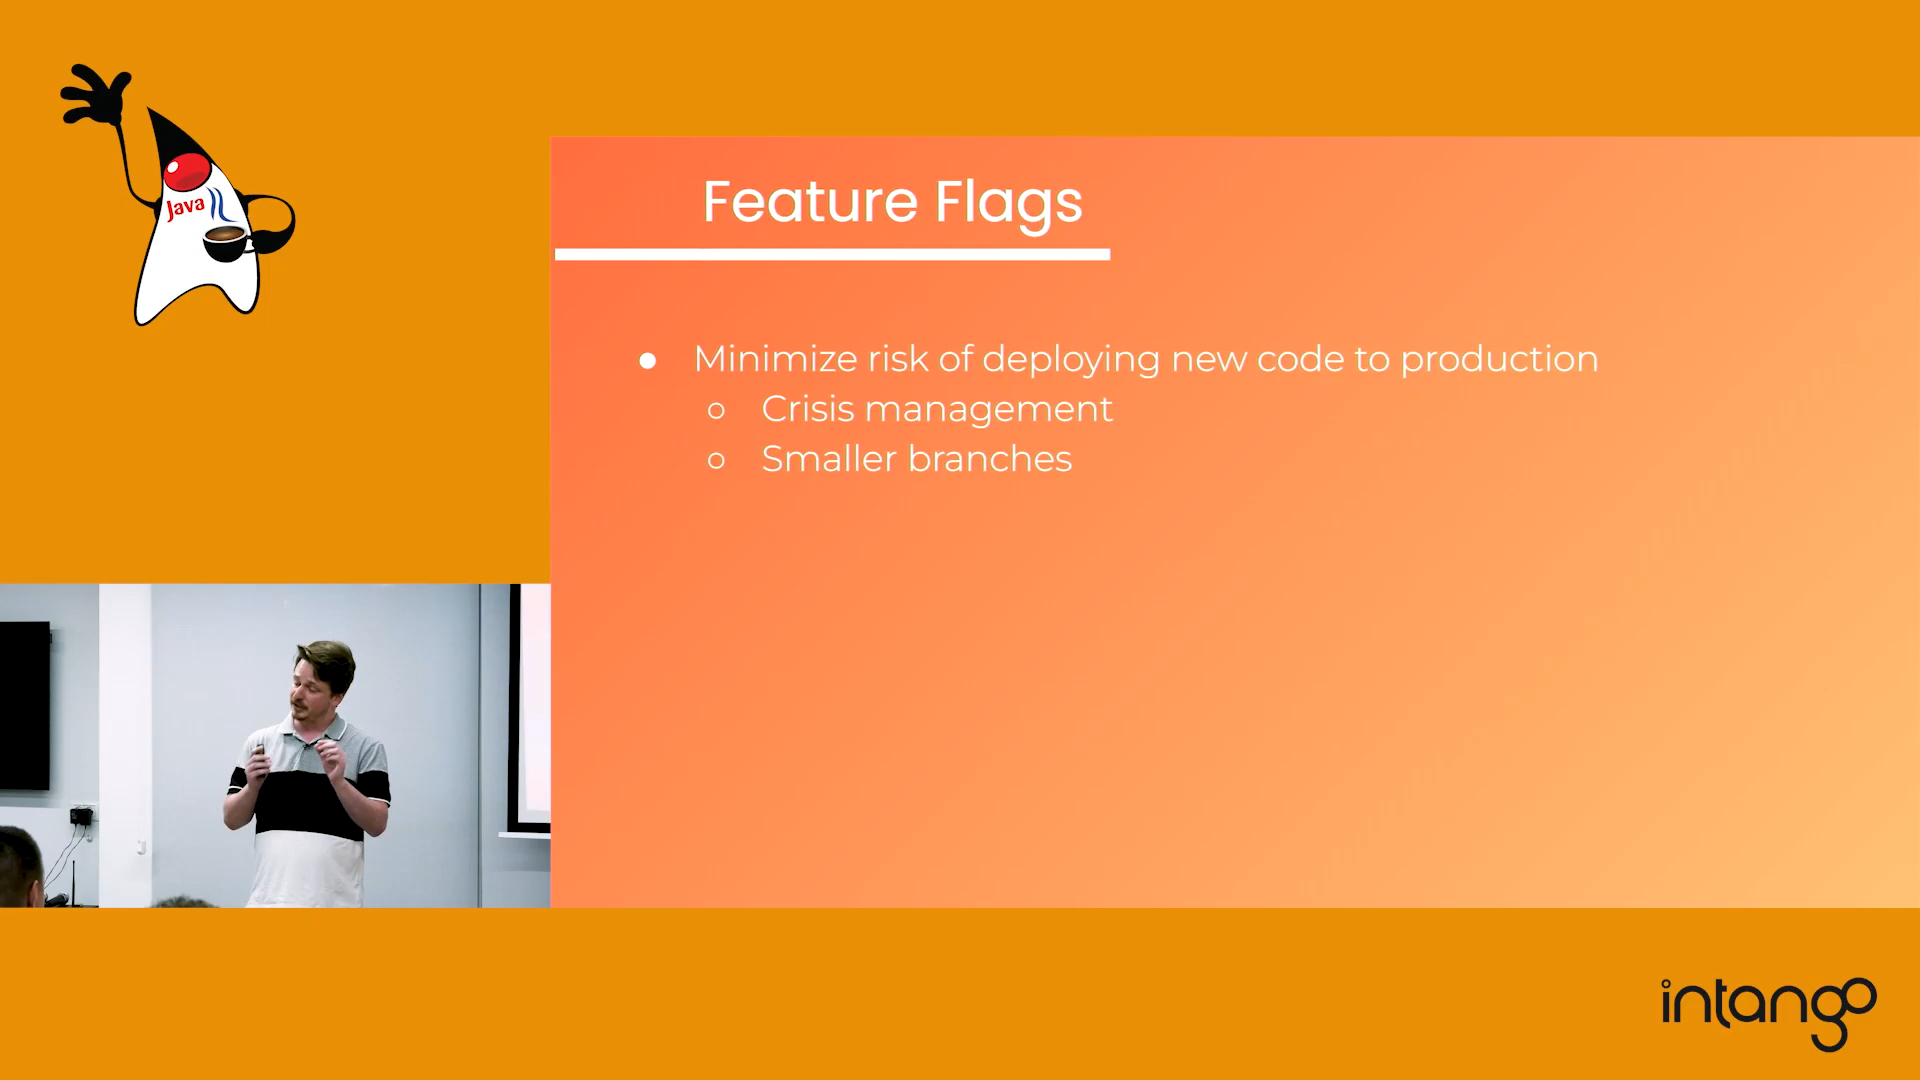 Java
Feature Flags
Minimize risk of deploying new code to production
Crisis management
Smaller branches
intango